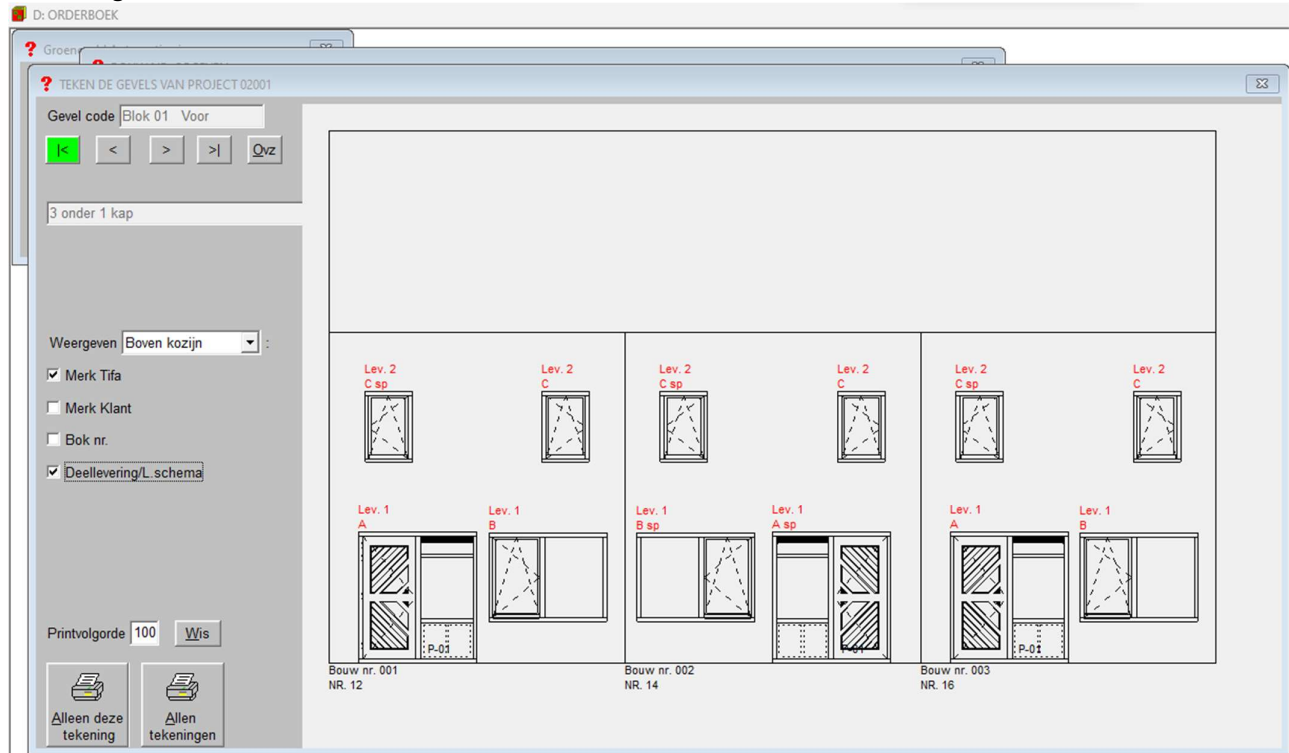 D: ORDERBOEK
TEKEN DE GEVELS VAN PROJECT 02001
Gevel code Blok 01 Voor
|< < > >| Ovz
3 onder 1 kap
Weergeven Boven kozijn :
Merk Tifa
Merk Klant
Bok nr.
Deellevering/L.schema
Printvolgorde 100 Wis
Alleen deze
tekening
Allen
tekeningen
Lev. 2 Lev. 2 Lev. 2 Lev. 2 Lev. 2 Lev. 2
C sp C C sp C C sp C
Lev. 1 Lev. 1 Lev. 1 Lev. 1 Lev. 1 Lev. 1
A B B sp A sp A B
Bouw nr. 001 Bouw nr. 002 Bouw nr. 003
NR. 12 NR. 14 NR. 16